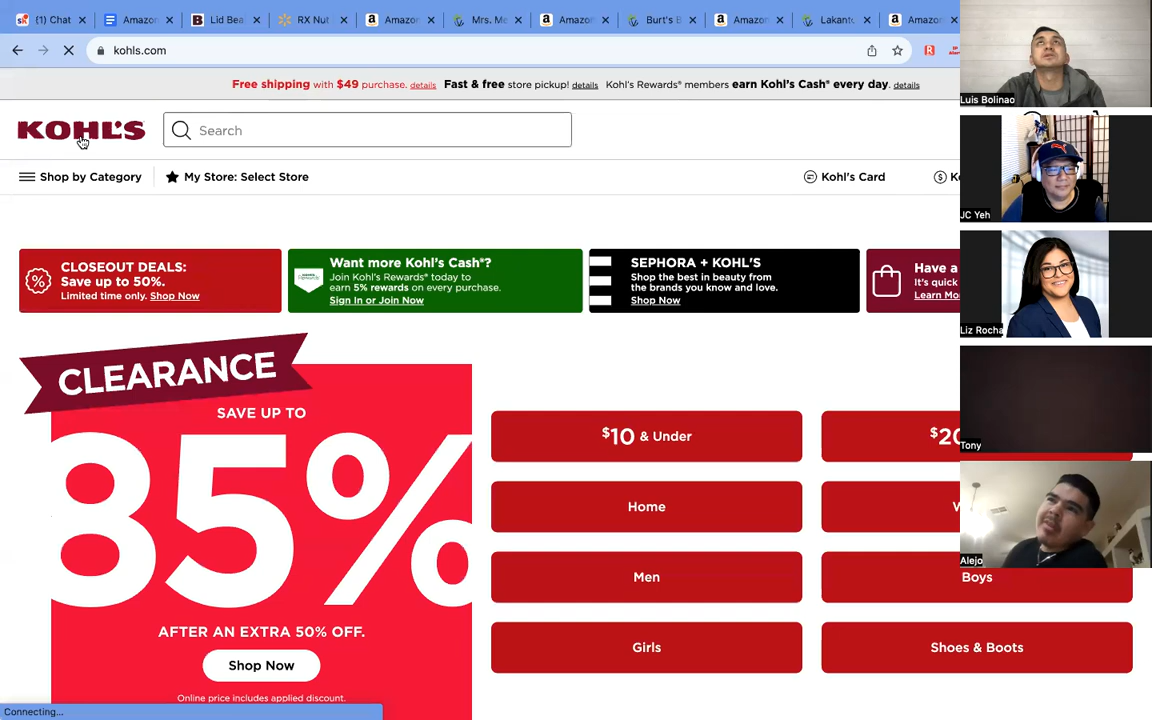 (1) Chat
Amazon
Lid Bea
RX Nut
Amazon
Mrs. Me
Amazon
Burt's B
Amazon
Lakant
Amazon
kohls.com
Free shipping with $49 purchase. details
Fast & free store pickup! details
Kohl's Rewards® members earn Kohl's Cash® every day. details
KOHL'S
Search
Shop by Category
My Store: Select Store
Kohl's Card
CLOSEOUT DEALS:
Save up to 50%.
Limited time only. Shop Now
Want more Kohl's Cash®?
Join Kohl's Rewards® today to
earn 5% rewards on every purchase.
Sign in or Join Now
SEPHORA + KOHL'S
Shop the best in beauty from
the brands you know and love.
Shop Now
Have a
It's quick
Learn Mo
CLEARANCE
SAVE UP TO
85%
AFTER AN EXTRA 50% OFF.
Shop Now
Online price includes applied discount.
$10 & Under
$20
Home
W
Men
Boys
Girls
Shoes & Boots
Connecting...
Luis Bolinao
JC Yeh
Liz Rocha
Tony
Alejo